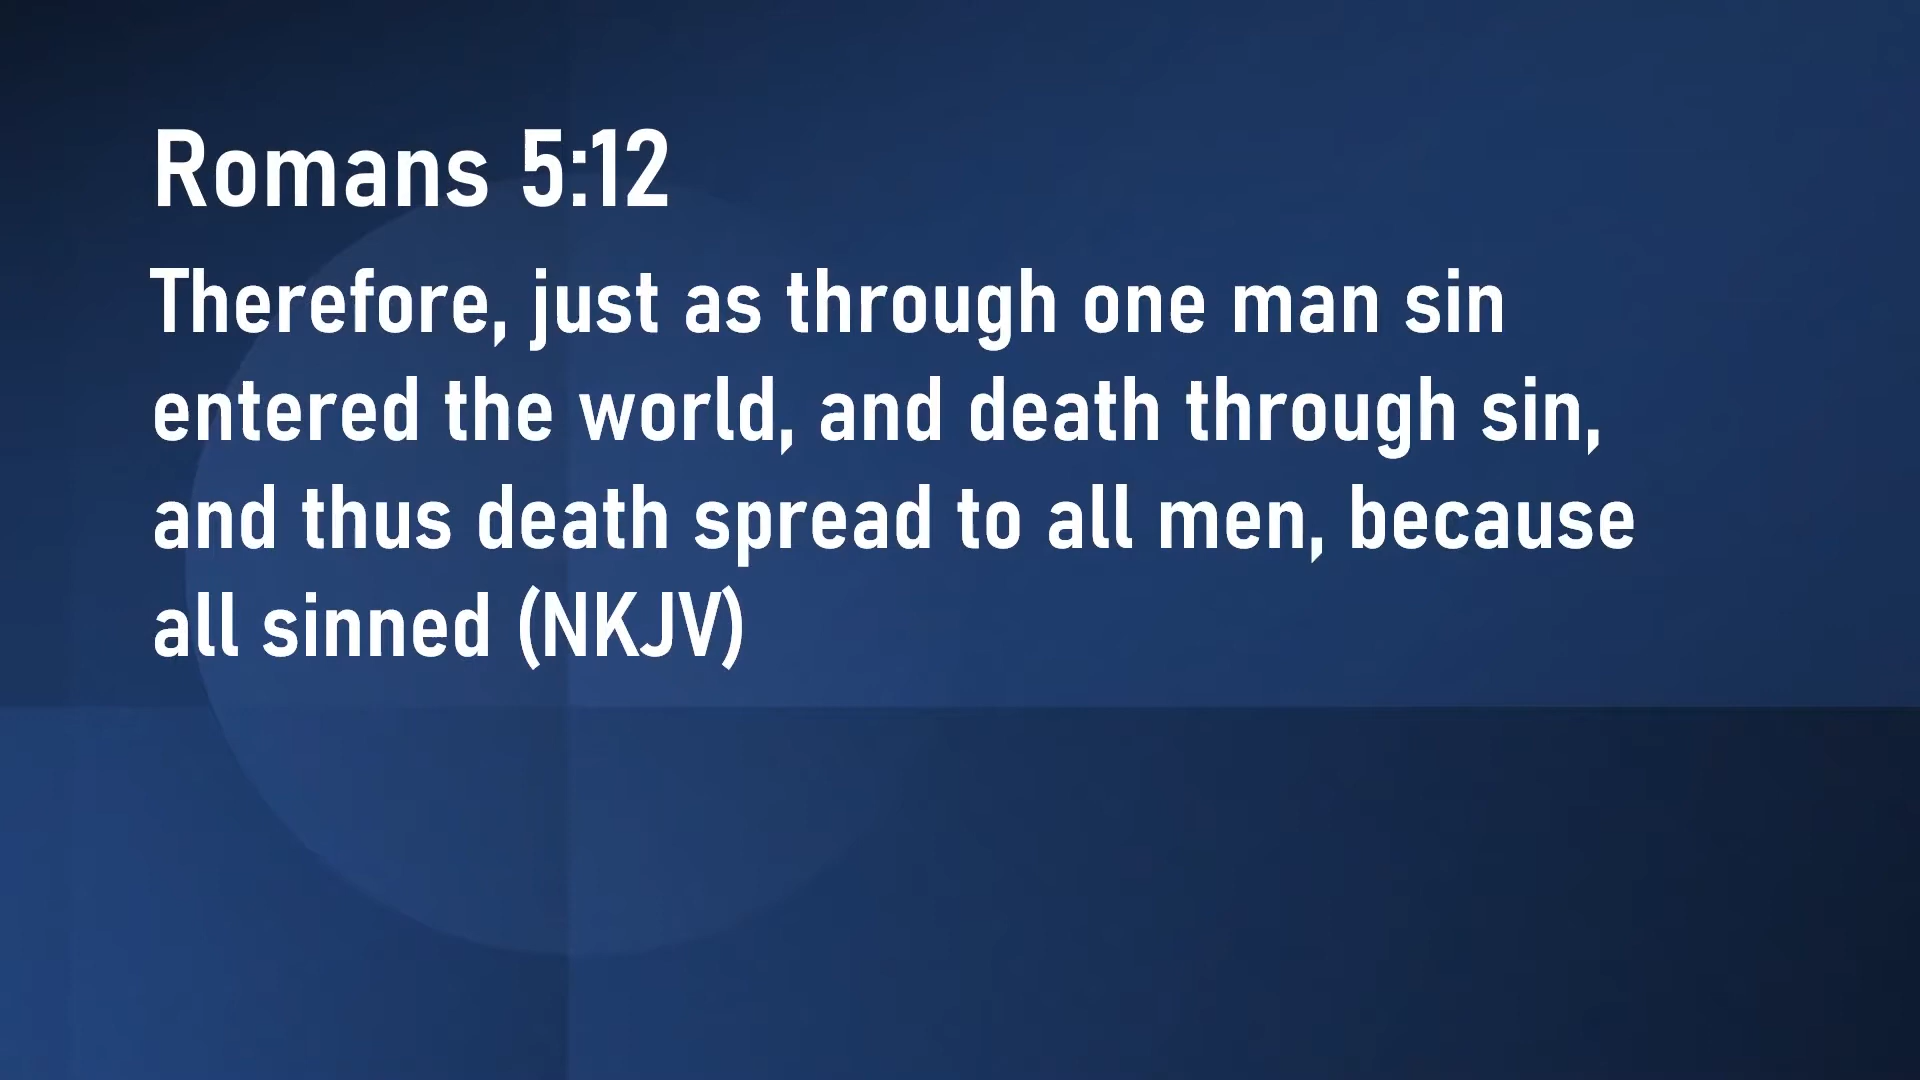 Romans 5:12
Therefore, just as through one man sin
entered the world, and death through sin,
and thus death spread to all men, because
all sinned (NKJV)